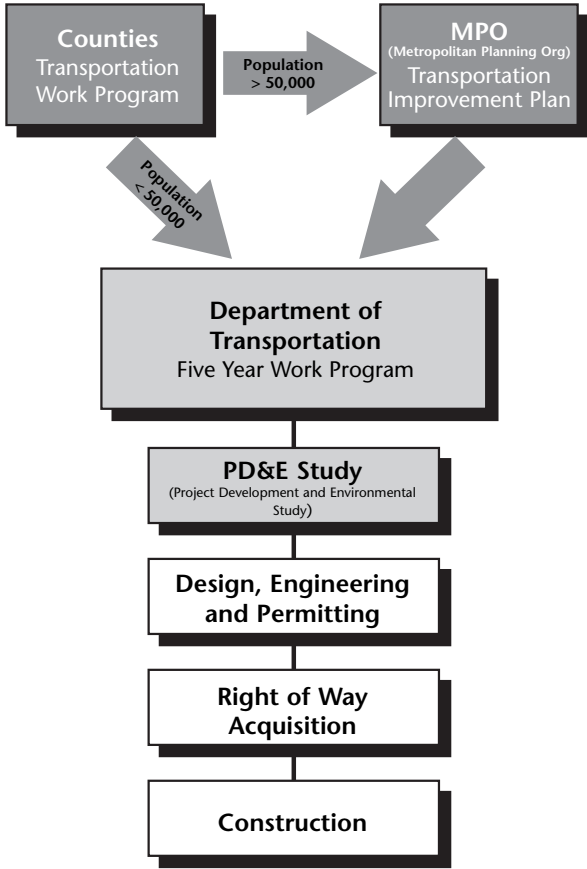 Counties
Transportation
Work Program
Population
> 50,000
MPO
(Metropolitan Planning Org)
Transportation
Improvement Plan
Population
< 50,000
Department of
Transportation
Five Year Work Program
PD&E Study
(Project Development and Environmental
Study)
Design, Engineering
and Permitting
Right of Way
Acquisition
Construction